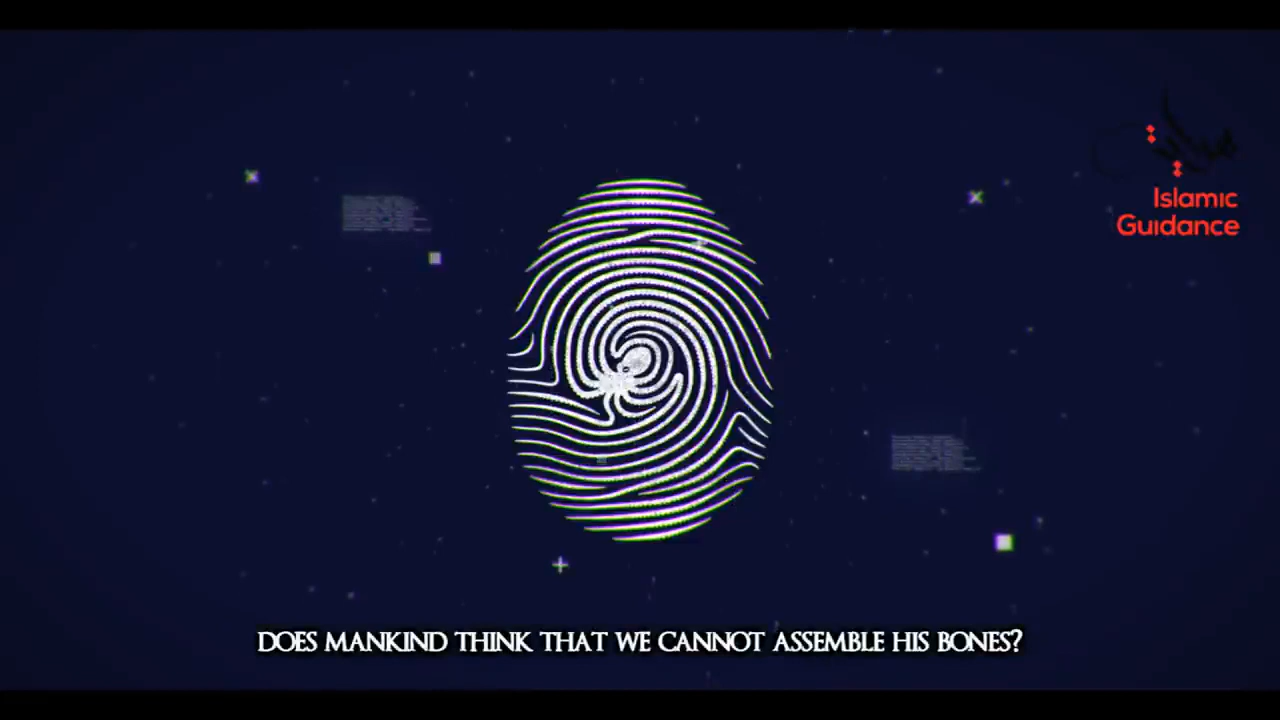 Islamic
Guidance
DOES MANKIND THINK THAT WE CANNOT ASSEMBLE HIS BONES?